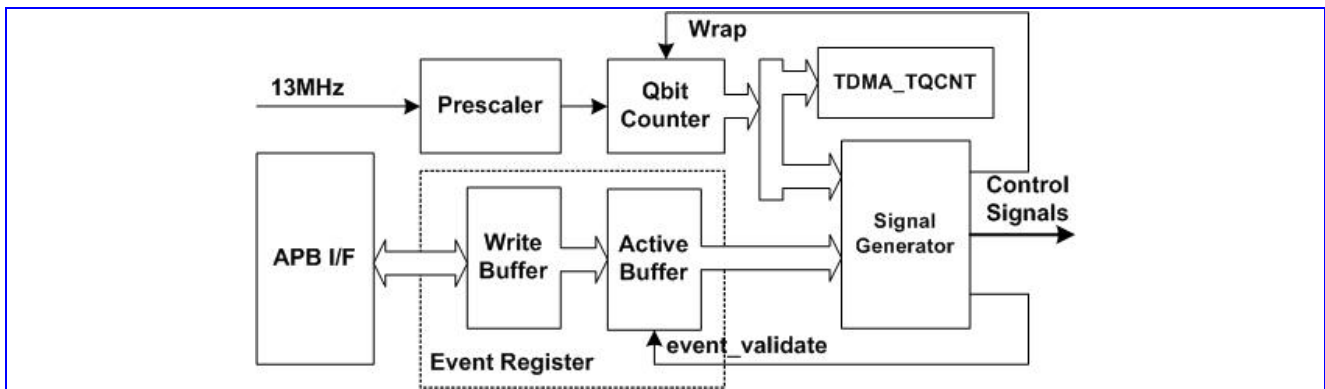 Wrap
13MHz
Prescaler
Qbit
Counter
TDMA_TQCNT
APB I/F
Write
Buffer
Active
Buffer
Signal
Generator
Control
Signals
Event Register
event_validate